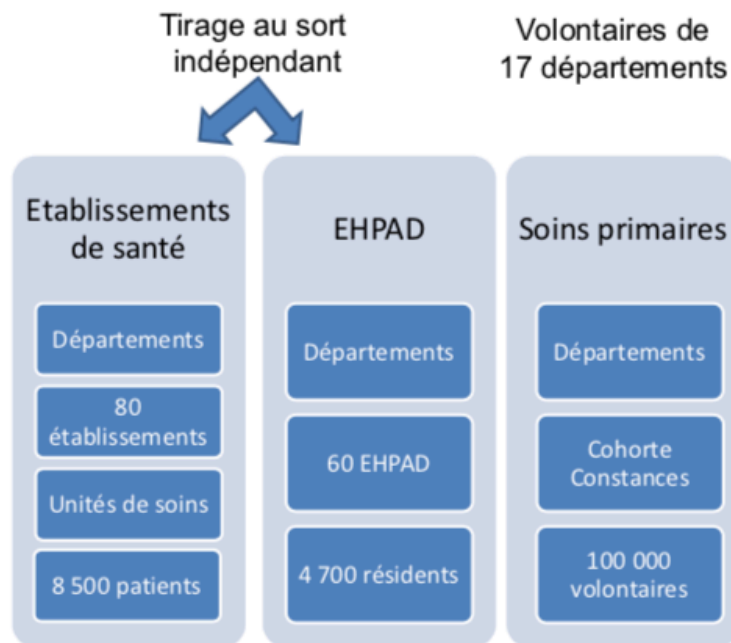 Tirage au sort
indépendant
Volontaires de
17 départements
Etablissements
de santé
Départements
80
établissements
Unités de soins
8 500 patients
EHPAD
Départements
60 EHPAD
4 700 résidents
Soins primaires
Départements
Cohorte
Constances
100 000
volontaires